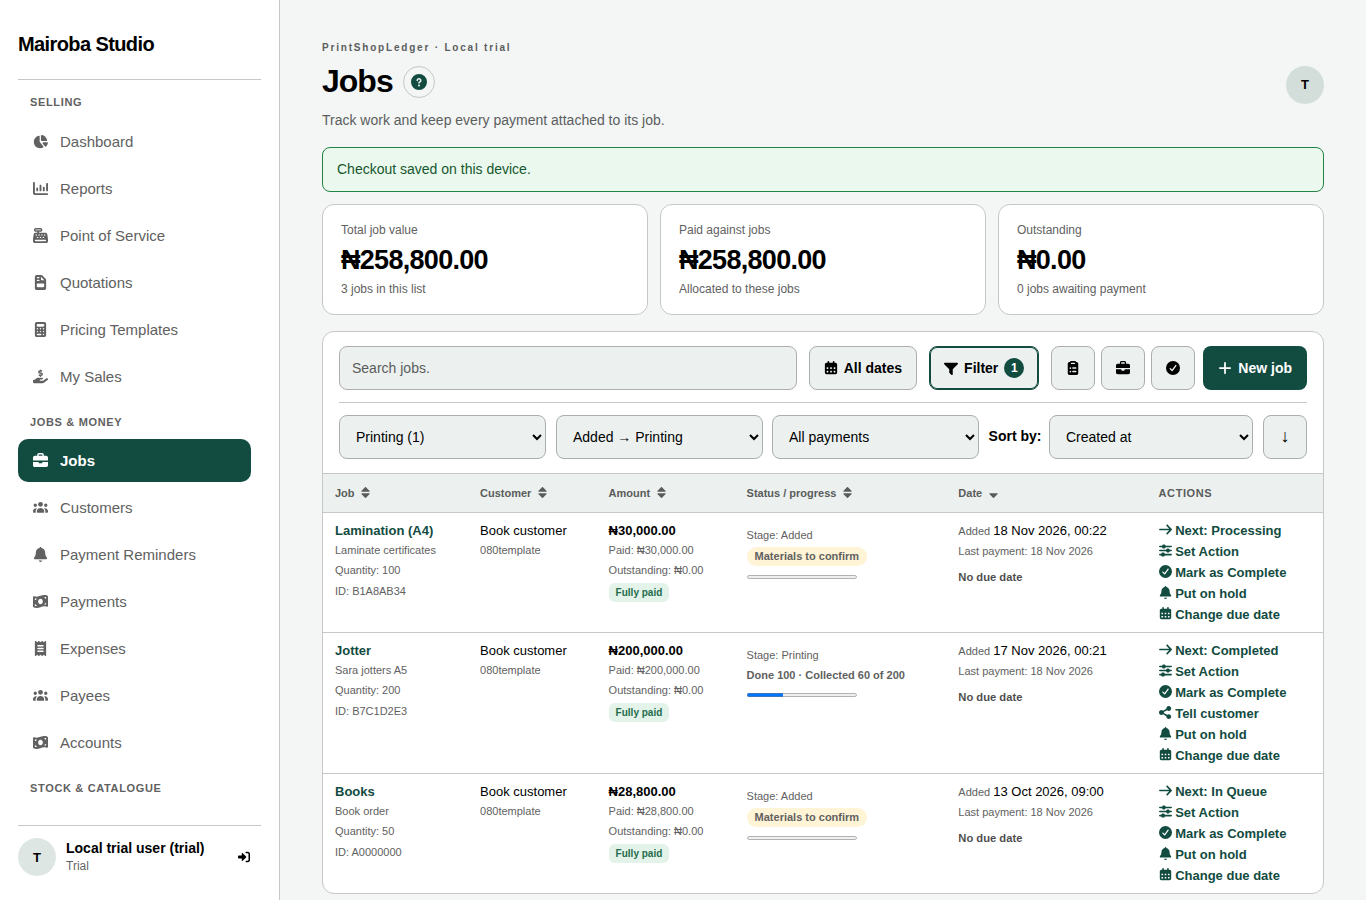 Mairoba Studio
SELLING
Dashboard
Reports
Point of Service
Quotations
Pricing Templates
My Sales
JOBS & MONEY
Jobs
Customers
Payment Reminders
Payments
Expenses
Payees
Accounts
STOCK & CATALOGUE
T
Local trial user (trial)
Trial
PrintShopLedger · Local trial
Jobs ?
T
Track work and keep every payment attached to its job.
Checkout saved on this device.
Total job value
₦258,800.00
3 jobs in this list
Paid against jobs
₦258,800.00
Allocated to these jobs
Outstanding
₦0.00
0 jobs awaiting payment
Search jobs.
All dates
Filter 1
+ New job
Printing (1)
Added → Printing
All payments
Sort by:
Created at
↓
Job
Customer
Amount
Status / progress
Date
ACTIONS
Lamination (A4)
Laminate certificates
Quantity: 100
ID: B1A8AB34
Book customer
080template
₦30,000.00
Paid: ₦30,000.00
Outstanding: ₦0.00
Fully paid
Stage: Added
Materials to confirm
Added 18 Nov 2026, 00:22
Last payment: 18 Nov 2026
No due date
Next: Processing
Set Action
Mark as Complete
Put on hold
Change due date
Jotter
Sara jotters A5
Quantity: 200
ID: B7C1D2E3
Book customer
080template
₦200,000.00
Paid: ₦200,000.00
Outstanding: ₦0.00
Fully paid
Stage: Printing
Done 100 · Collected 60 of 200
Added 17 Nov 2026, 00:21
Last payment: 18 Nov 2026
No due date
Next: Completed
Set Action
Mark as Complete
Tell customer
Put on hold
Change due date
Books
Book order
Quantity: 50
ID: A0000000
Book customer
080template
₦28,800.00
Paid: ₦28,800.00
Outstanding: ₦0.00
Fully paid
Stage: Added
Materials to confirm
Added 13 Oct 2026, 09:00
Last payment: 18 Nov 2026
No due date
Next: In Queue
Set Action
Mark as Complete
Put on hold
Change due date